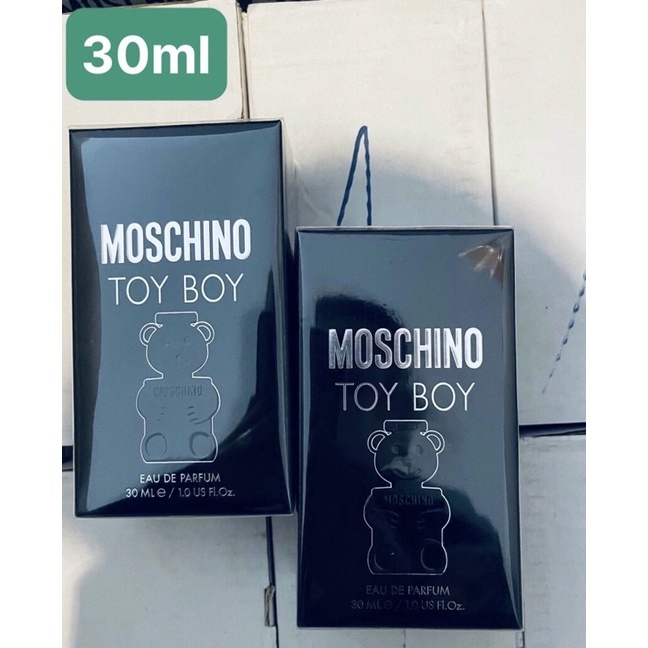 30ml
MOSCHINO
TOY BOY
MOSCHINO
EAU DE PARFUM
30 ML e / 1.0 US Fl.Oz.
MOSCHINO
TOY BOY
MOSCHINO
EAU DE PARFUM
30 ML e / 1.0 US Fl.Oz.